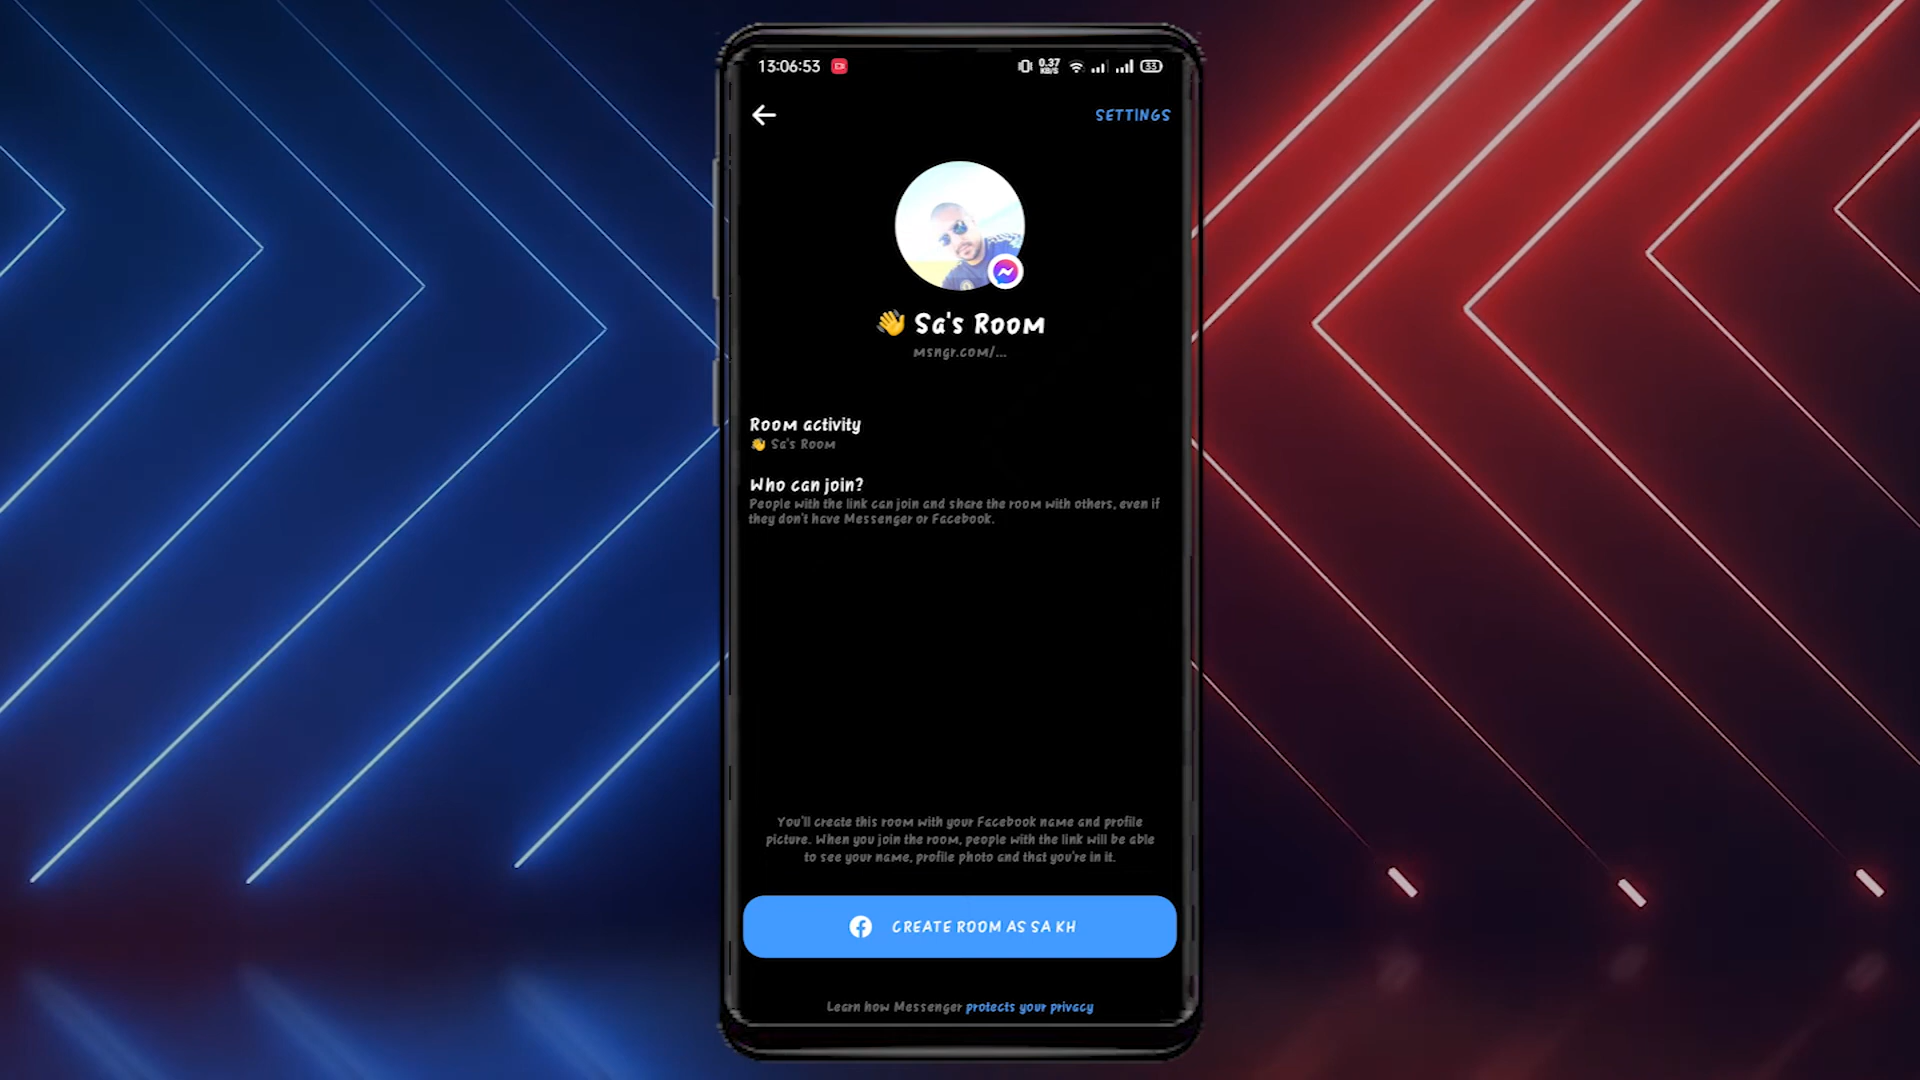 13:06:53
0.37
KB/S
33
SETTINGS
👋 Sa's Room
msngr.com/...
Room activity
👋 Sa's Room
Who can join?
People with the link can join and share the room with others, even if
they don't have Messenger or Facebook.
You'll create this room with your Facebook name and profile
picture. When you join the room, people with the link will be able
to see your name, profile photo and that you're in it.
CREATE ROOM AS SA KH
Learn how Messenger protects your privacy